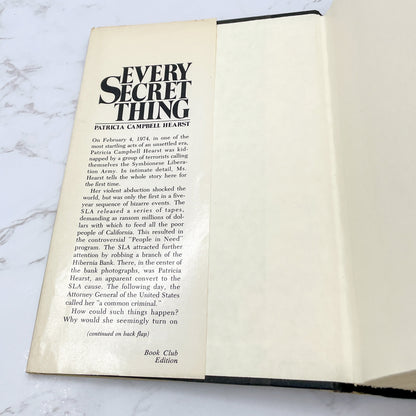 EVERY
SECRET
THING
PATRICIA CAMPBELL HEARST
On February 4, 1974, in one of the
most startling acts of an unsettled era,
Patricia Campbell Hearst was kid-
napped by a group of terrorists calling
themselves the Symbionese Libera-
tion Army. In intimate detail, Ms.
Hearst tells the whole story here for
the first time.
Her violent abduction shocked the
world, but was only the first in a five-
year sequence of bizarre events. The
SLA released a series of tapes,
demanding as ransom millions of dol-
lars with which to feed all the poor
people of California. This resulted in
the controversial "People in Need"
program. The SLA attracted further
attention by robbing a branch of the
Hibernia Bank. There, in the center of
the bank photographs, was Patricia
Hearst, an apparent convert to the
SLA cause. The following day, the
Attorney General of the United States
called her "a common criminal."
How could such things happen?
Why would she seemingly turn on
(continued on back flap)
Book Club
Edition